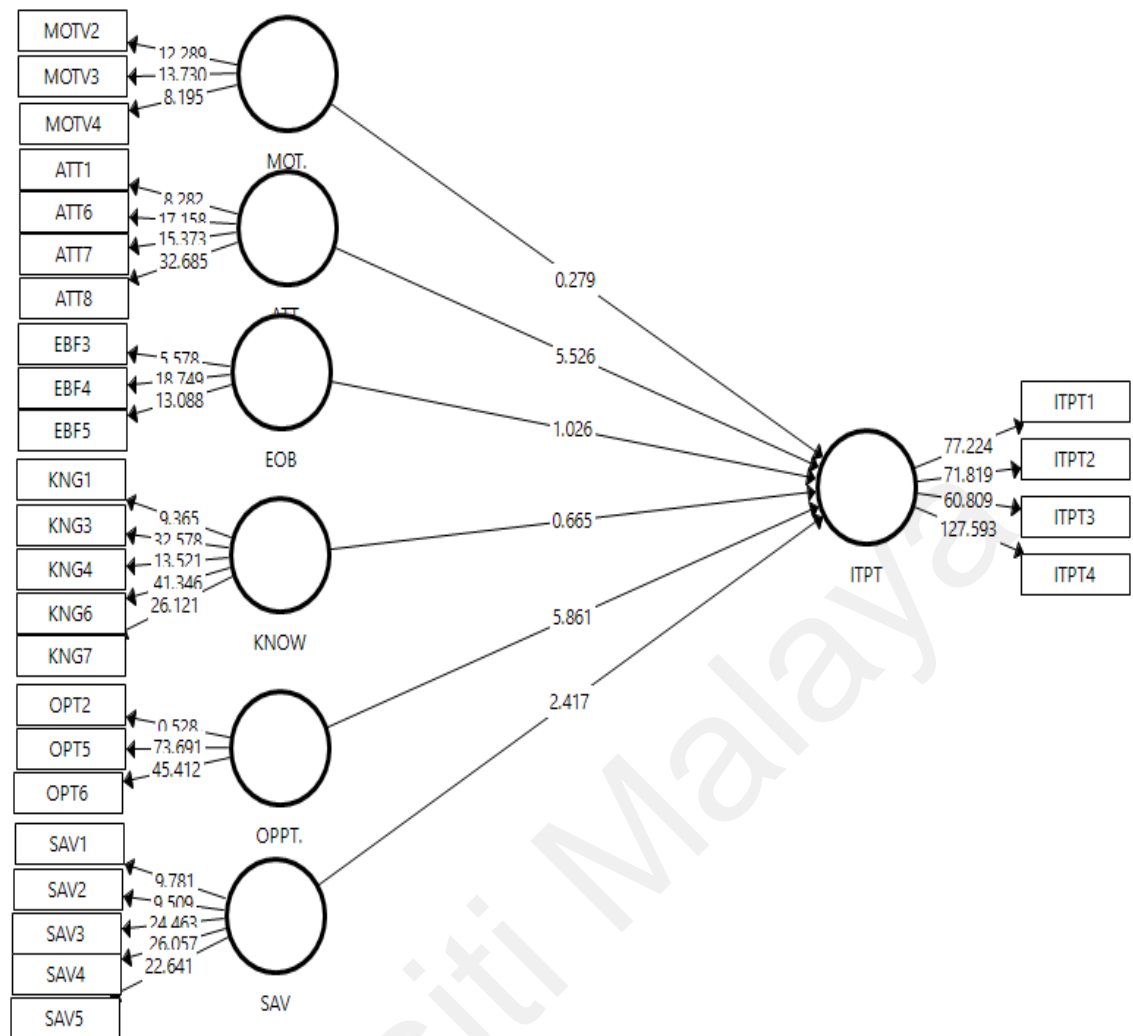 MOTV2
MOTV3
MOTV4
12.289
13.730
8.195
MOT.
ATT1
ATT6
ATT7
ATT8
8.282
17.158
15.373
32.685
ATT.
EBF3
EBF4
EBF5
5.578
18.749
13.088
EOB
KNG1
KNG3
KNG4
KNG6
KNG7
9.365
32.578
13.521
41.346
26.121
KNOW
OPT2
OPT5
OPT6
0.528
73.691
45.412
OPPT.
SAV1
SAV2
SAV3
SAV4
SAV5
9.781
9.509
24.463
26.057
22.641
SAV
0.279
5.526
1.026
0.665
5.861
2.417
ITPT
77.224
71.819
60.809
127.593
ITPT1
ITPT2
ITPT3
ITPT4
siti Malaya